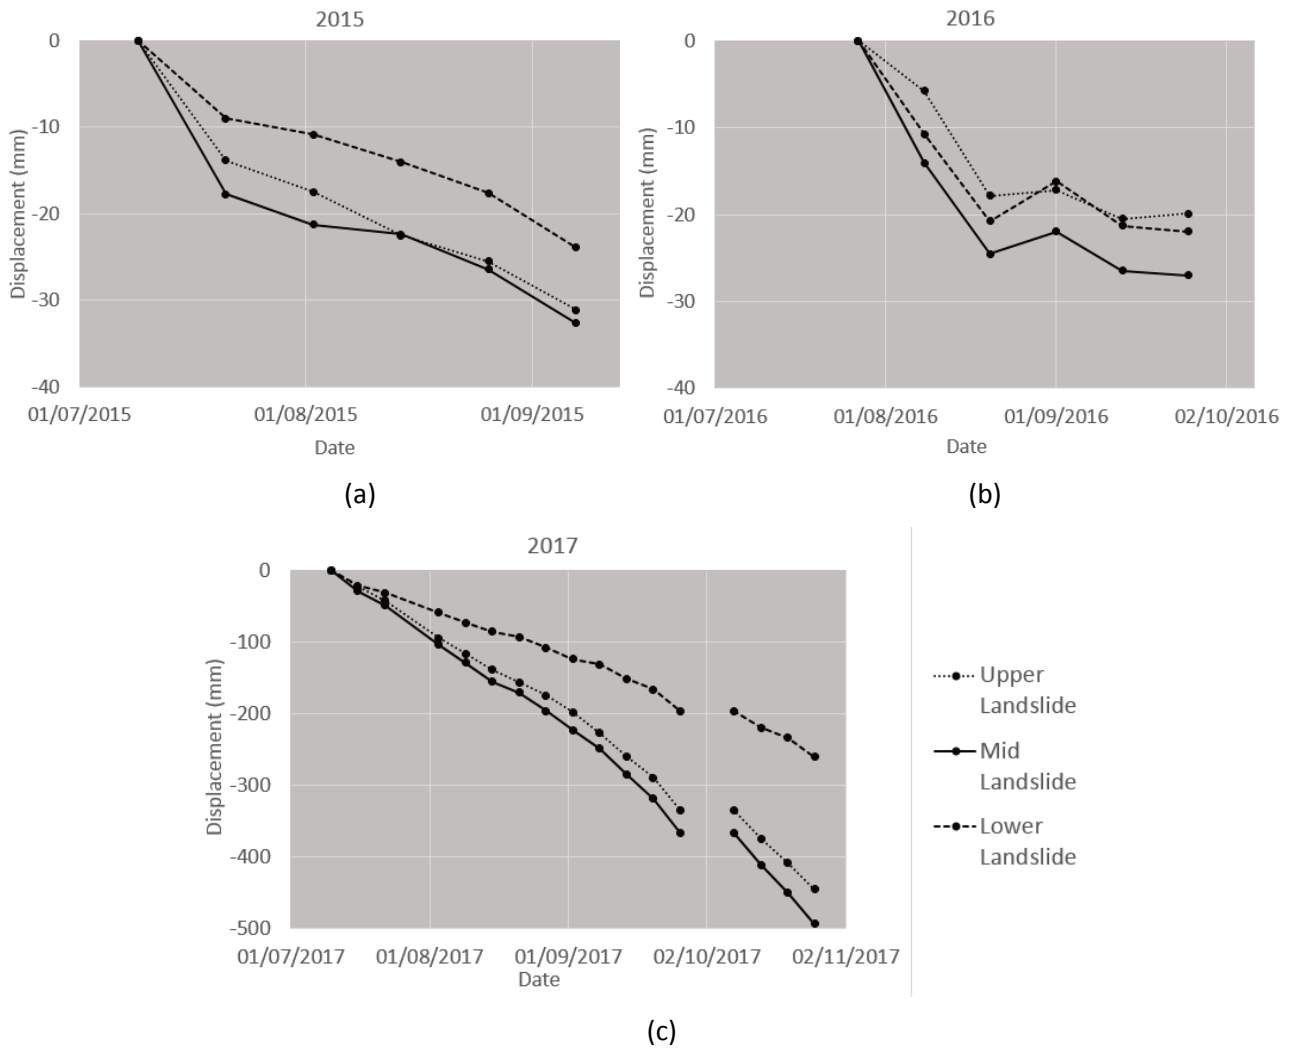 2015
0
-10
-20
-30
-40
Displacement (mm)
01/07/2015 01/08/2015 01/09/2015
Date
(a)
2016
0
-10
-20
-30
-40
Displacement (mm)
01/07/2016 01/08/2016 01/09/2016 02/10/2016
Date
(b)
2017
0
-100
-200
-300
-400
-500
Displacement (mm)
01/07/2017 01/08/2017 01/09/2017 02/10/2017 02/11/2017
Date
Upper
Landslide
Mid
Landslide
Lower
Landslide
(c)